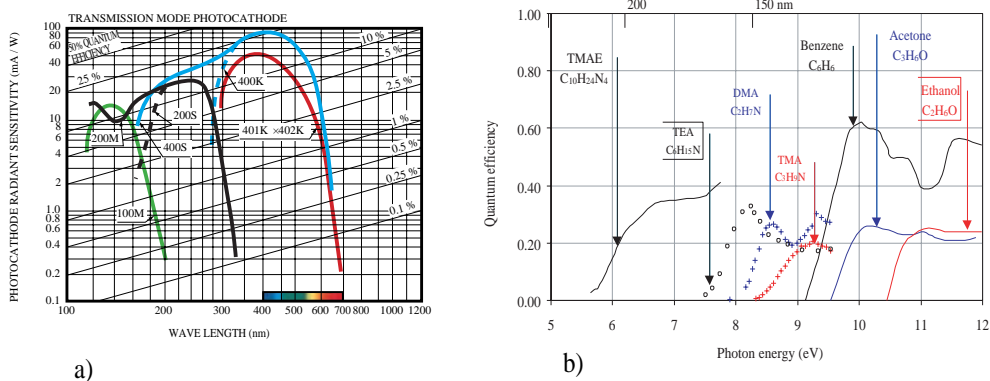 TRANSMISSION MODE PHOTOCATHODE
PHOTOCATHODE RADIANT SENSITIVITY (mA / W)
100
80
60
40
20
10
8
6
4
2
1.0
0.8
0.6
0.4
0.2
0.1
50% QUANTUM
EFFICIENCY
25 %
10 %
5 %
2.5 %
1 %
0.5 %
0.25 %
0.1 %
400K
200S
401K ×402K
200M
400S
100M
100
200
300
400
500
600
700
800
1000
1200
WAVE LENGTH (nm)
a)
200
150 nm
Quantum efficiency
1.00
0.80
0.60
0.40
0.20
0.00
TMAE
C10H24N4
TEA
C6H15N
DMA
C2H7N
TMA
C3H9N
Benzene
C6H6
Acetone
C3H6O
Ethanol
C2H6O
5
6
7
8
9
10
11
12
Photon energy (eV)
b)